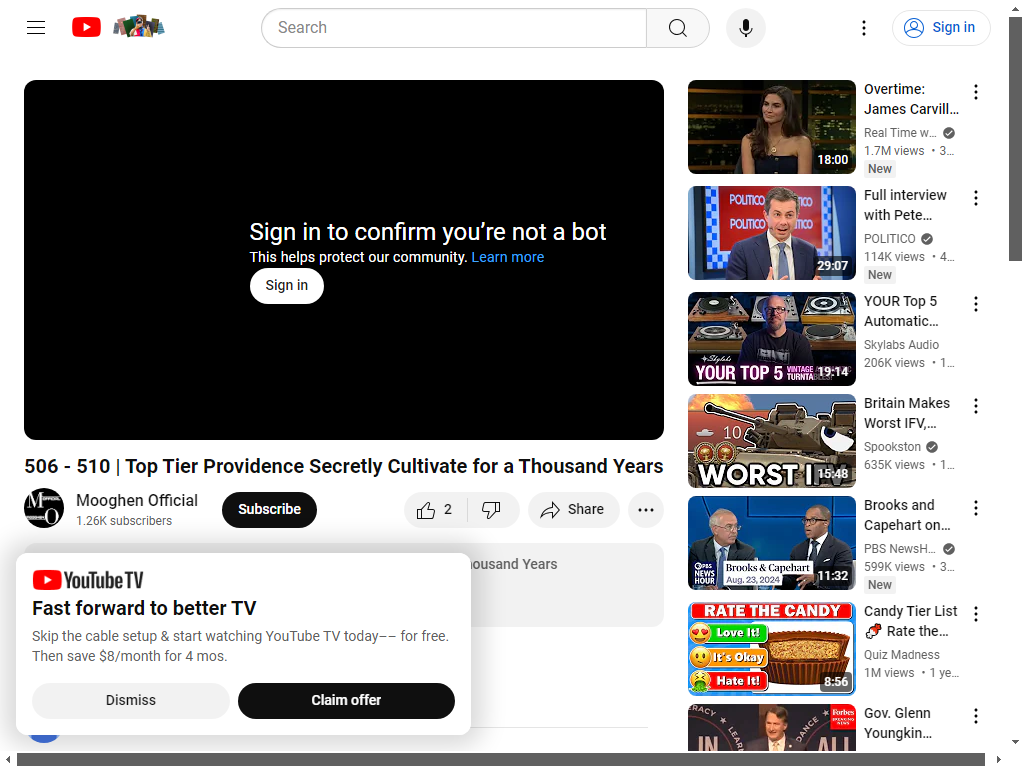 Search
Sign in
Sign in to confirm you’re not a bot
This helps protect our community. Learn more
Sign in
506 - 510 | Top Tier Providence Secretly Cultivate for a Thousand Years
Mooghen Official
1.26K subscribers
Subscribe
2
Share
housand Years
YouTube TV
Fast forward to better TV
Skip the cable setup & start watching YouTube TV today–– for free.
Then save $8/month for 4 mos.
Dismiss
Claim offer
18:00
Overtime:
James Carvill...
Real Time w...
1.7M views • 3...
New
POLITICO
29:07
Full interview
with Pete...
POLITICO
114K views • 4...
New
Skylabs
YOUR TOP 5 VINTAGE
19:14
YOUR Top 5
Automatic...
Skylabs Audio
206K views • 1...
10
WORST IFV
15:48
Britain Makes
Worst IFV,...
Spookston
635K views • 1...
PBS
NEWS
HOUR
Brooks & Capehart
Aug. 23, 2024
11:32
Brooks and
Capehart on...
PBS NewsH...
599K views • 3...
New
RATE THE CANDY
Love It!
It's Okay
Hate It!
8:56
Candy Tier List
Rate the...
Quiz Madness
1M views • 1 ye...
Forbes
BREAKING
NEWS
Gov. Glenn
Youngkin...